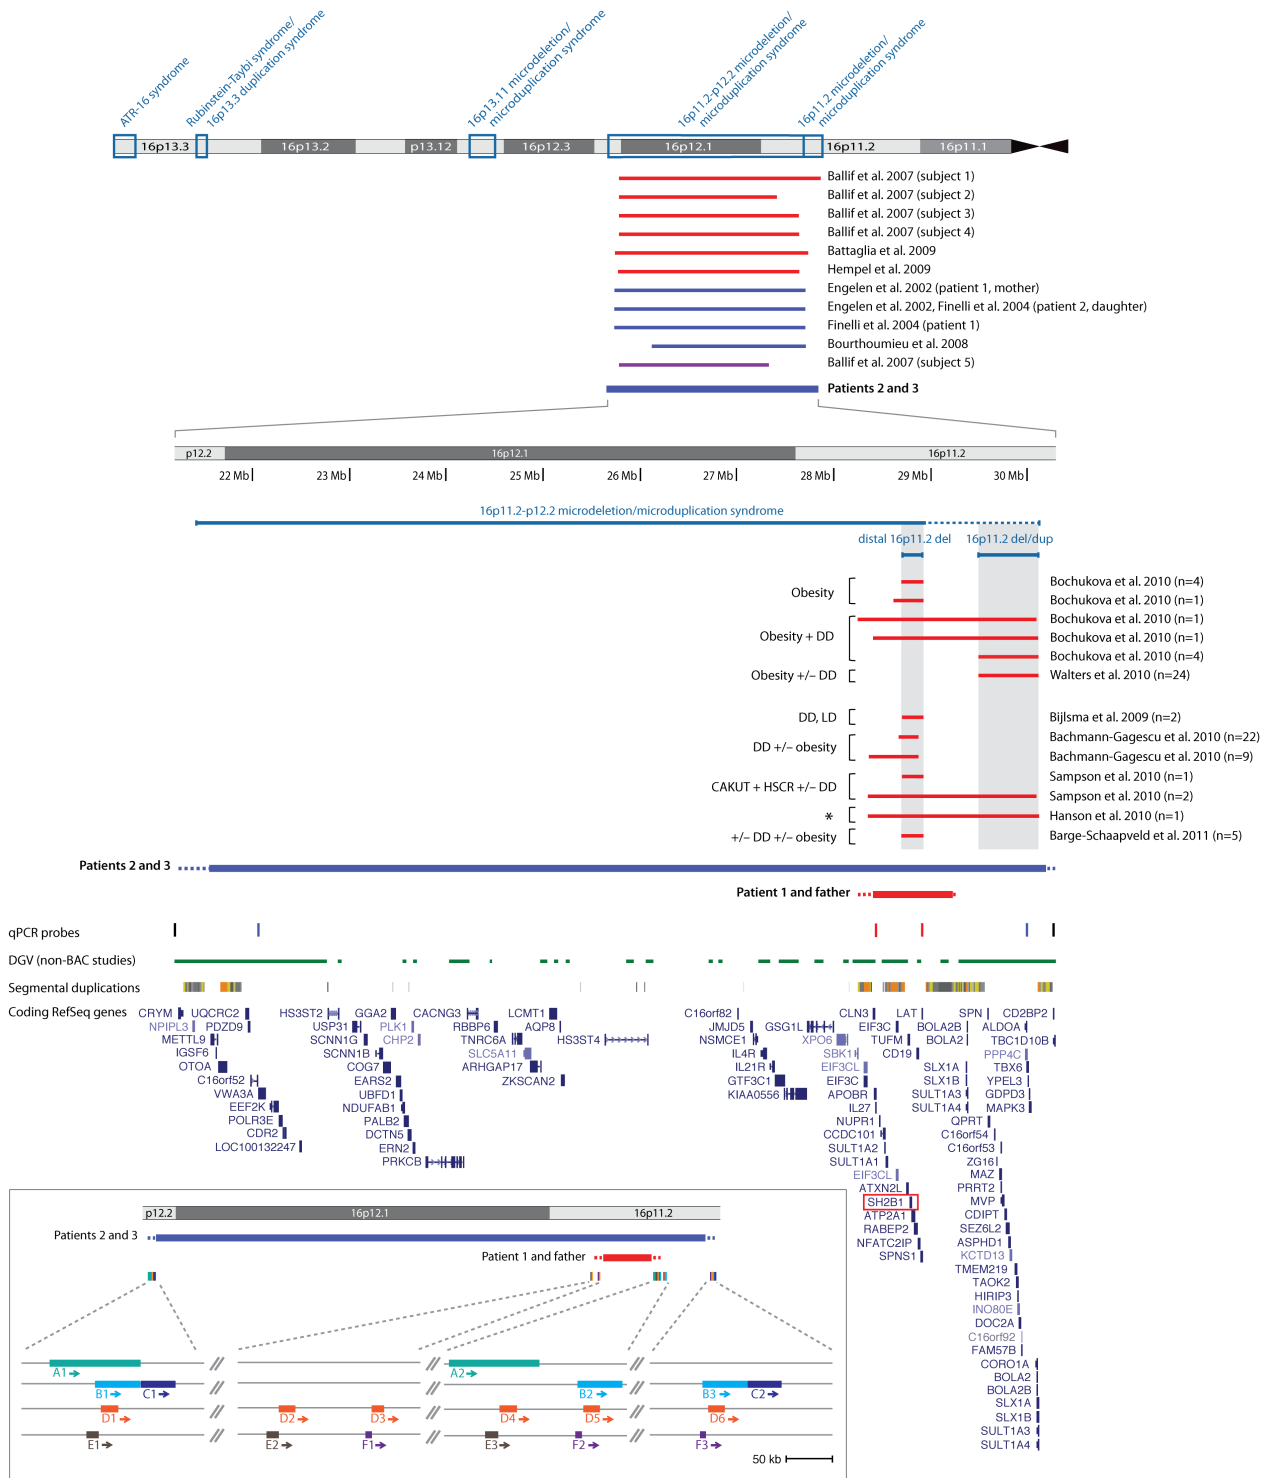 ATR-16 syndrome
Rubinstein-Taybi syndrome/
16p13.3 duplication syndrome
16p13.11 microdeletion/
microduplication syndrome
16p11.2-p12.2 microdeletion/
microduplication syndrome
16p11.2 microdeletion/
microduplication syndrome
16p13.3 16p13.2 16p13.12 16p12.3 16p12.1 16p11.2 16p11.1
Ballif et al. 2007 (subject 1)
Ballif et al. 2007 (subject 2)
Ballif et al. 2007 (subject 3)
Ballif et al. 2007 (subject 4)
Battaglia et al. 2009
Hempel et al. 2009
Engelen et al. 2002 (patient 1, mother)
Engelen et al. 2002, Finelli et al. 2004 (patient 2, daughter)
Finelli et al. 2004 (patient 1)
Bourthoumieu et al. 2008
Ballif et al. 2007 (subject 5)
Patients 2 and 3
p12.2 16p12.1 16p11.2
22 Mb 23 Mb 24 Mb 25 Mb 26 Mb 27 Mb 28 Mb 29 Mb 30 Mb
16p11.2-p12.2 microdeletion/microduplication syndrome
distal 16p11.2 del 16p11.2 del/dup
Obesity
Bochukova et al. 2010 (n=4)
Bochukova et al. 2010 (n=1)
Obesity + DD
Bochukova et al. 2010 (n=1)
Bochukova et al. 2010 (n=1)
Bochukova et al. 2010 (n=4)
Obesity +/– DD Walters et al. 2010 (n=24)
DD, LD Bijlsma et al. 2009 (n=2)
DD +/– obesity
Bachmann-Gagescu et al. 2010 (n=22)
Bachmann-Gagescu et al. 2010 (n=9)
CAKUT + HSCR +/– DD
Sampson et al. 2010 (n=1)
Sampson et al. 2010 (n=2)
* Hanson et al. 2010 (n=1)
+/– DD +/– obesity Barge-Schaapveld et al. 2011 (n=5)
Patients 2 and 3
Patient 1 and father
qPCR probes
DGV (non-BAC studies)
Segmental duplications
Coding RefSeq genes
CRYM
NPIPL3
METTL9
IGSF6
OTOA
C16orf52
VWA3A
EEF2K
POLR3E
CDR2
LOC100132247
UQCRC2
PDZD9
HS3ST2
USP31
SCNN1G
SCNN1B
COG7
EARS2
UBFD1
NDUFAB1
PALB2
DCTN5
ERN2
PRKCB
GGA2
PLK1
CHP2
CACNG3
RBBP6
TNRC6A
SLC5A11
ARHGAP17
ZKSCAN2
LCMT1
AQP8
HS3ST4
C16orf82
JMJD5
NSMCE1
IL4R
IL21R
GTF3C1
KIAA0556
GSG1L
XPO6
SBK1
EIF3CL
EIF3C
APOBR
IL27
NUPR1
CCDC101
SULT1A2
SULT1A1
EIF3CL
ATXN2L
SH2B1
ATP2A1
RABEP2
NFATC2IP
SPNS1
CLN3
EIF3C
TUFM
CD19
LAT
BOLA2B
BOLA2
SLX1A
SLX1B
SULT1A3
SULT1A4
SPN
QPRT
C16orf54
C16orf53
ZG16
MAZ
PRRT2
MVP
CDIPT
SEZ6L2
ASPHD1
KCTD13
TMEM219
TAOK2
HIRIP3
INO80E
DOC2A
C16orf92
FAM57B
CORO1A
BOLA2
BOLA2B
SLX1A
SLX1B
SULT1A3
SULT1A4
CD2BP2
ALDOA
TBC1D10B
PPP4C
TBX6
YPEL3
GDPD3
MAPK3
p12.2 16p12.1 16p11.2
Patients 2 and 3
Patient 1 and father
A1 A2
B1 C1 B2 B3 C2
D1 D2 D3 D4 D5 D6
E1 E2 F1 E3 F2 F3
50 kb